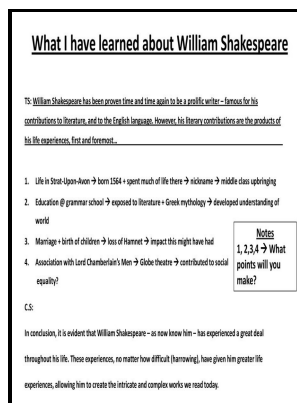 What I have learned about William Shakespeare
TS: William Shakespeare has been proven time and time again to be a prolific writer – famous for his
contributions to literature, and to the English language. However, his literary contributions are the products of
his life experiences, first and foremost...
1. Life in Strat-Upon-Avon → born 1564 + spent much of life there → nickname → middle class upbringing
2. Education @ grammar school → exposed to literature + Greek mythology → developed understanding of
world
3. Marriage + birth of children → loss of Hamnet → impact this might have had
4. Association with Lord Chamberlain's Men → Globe theatre → contributed to social
equality?
Notes
1, 2,3,4 → What
points will you
make?
C.S:
In conclusion, it is evident that William Shakespeare – as now know him – has experienced a great deal
throughout his life. These experiences, no matter how difficult (harrowing), have given him greater life
experiences, allowing him to create the intricate and complex works we read today.